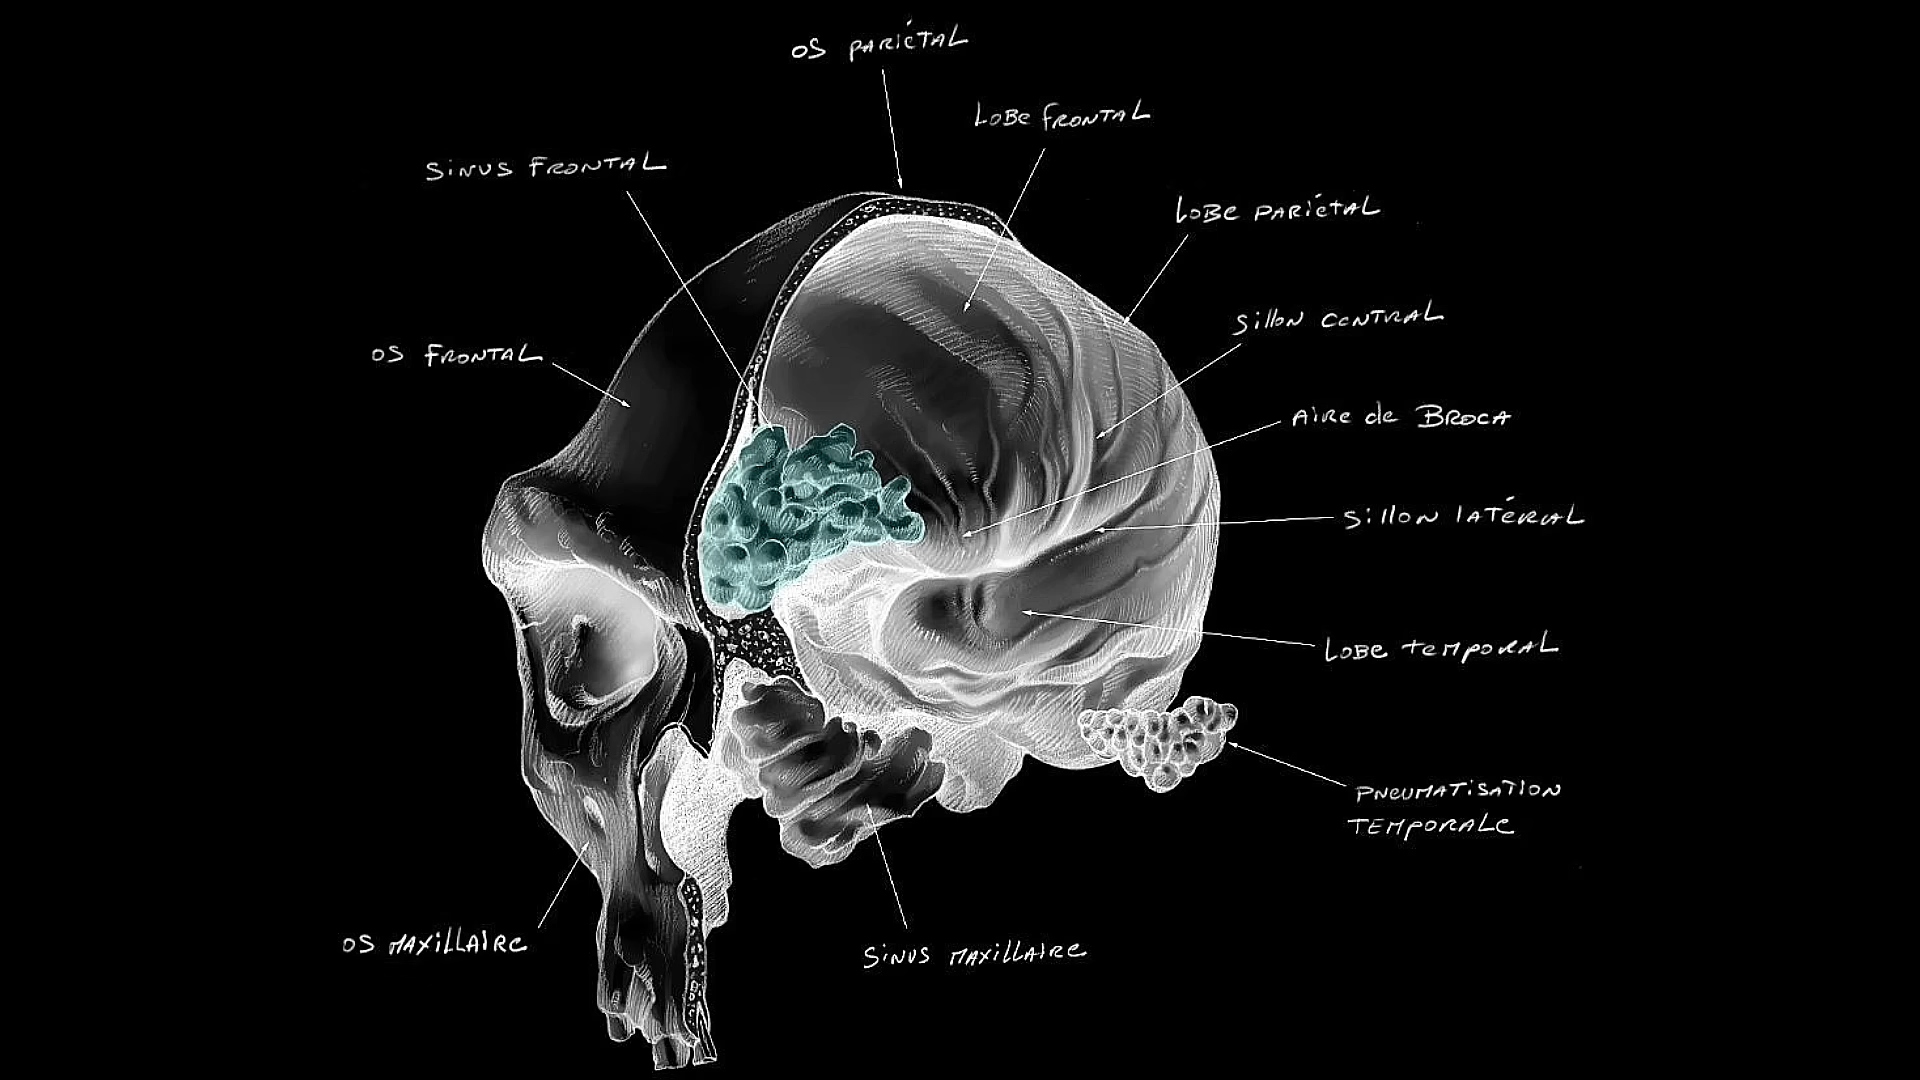 OS PARIÉTAL
LOBE FRONTAL
SINUS FRONTAL
LOBE PARIÉTAL
SILLON CENTRAL
OS FRONTAL
AIRE de BROCA
SILLON LATÉRAL
LOBE TEMPORAL
PNEUMATISATION
TEMPORALE
OS MAXILLAIRE
SINUS MAXILLAIRE